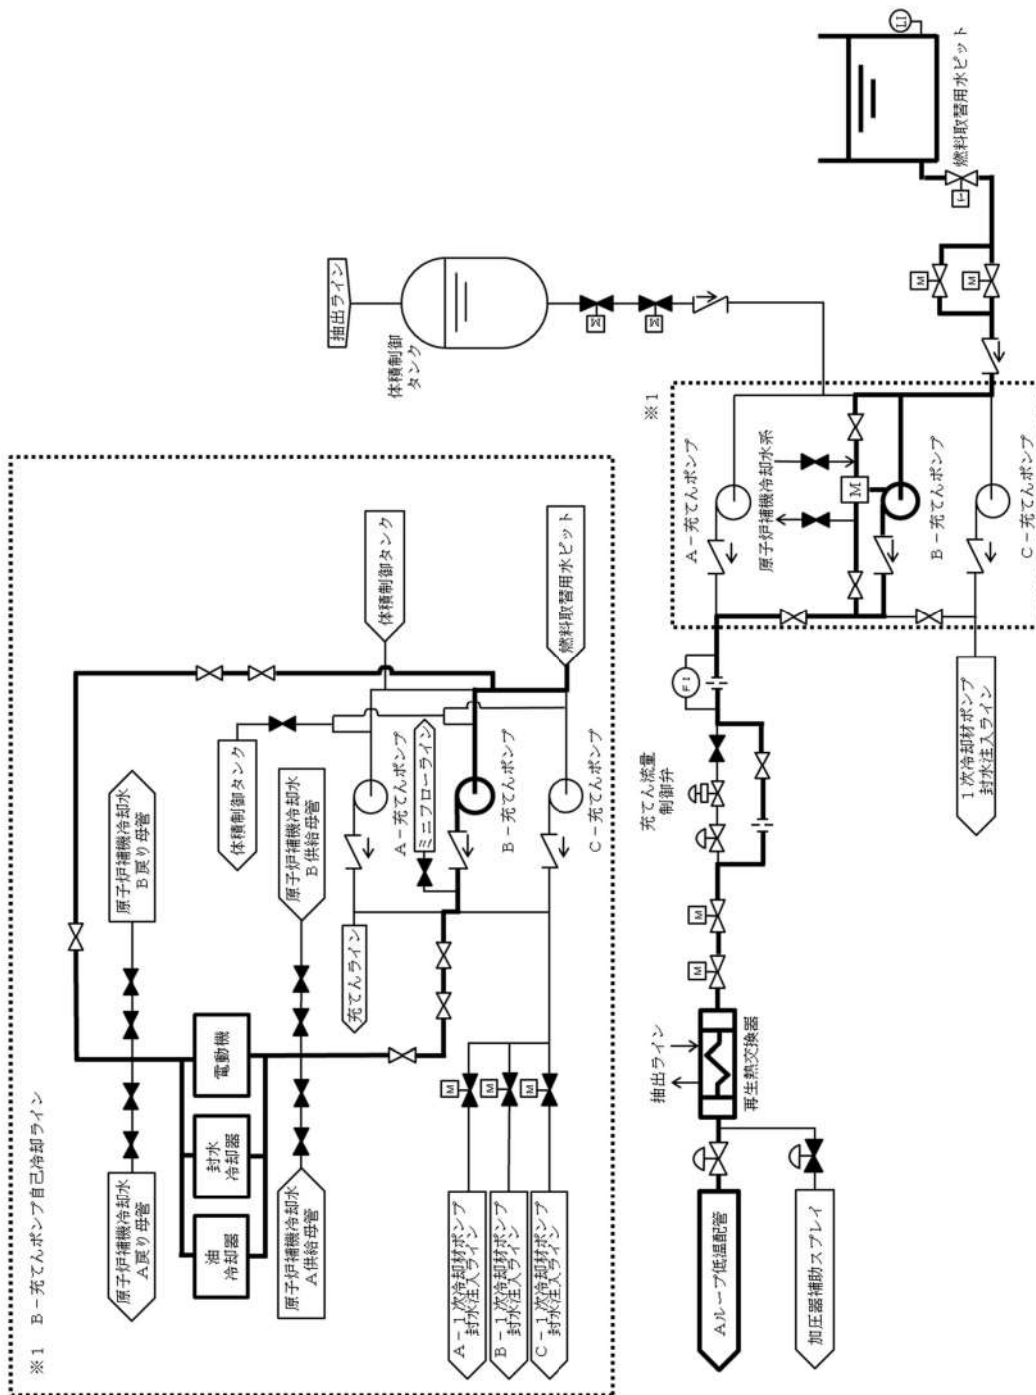 ※1 B－充てんポンプ自己冷却ライン
原子炉補機冷却水
A戻り母管
原子炉補機冷却水
B戻り母管
油
冷却器
封水
冷却器
電動機
原子炉補機冷却水
A供給母管
原子炉補機冷却水
B供給母管
体積制御タンク
体積制御タンク
燃料取替用水ピット
充てんライン
A－充てんポンプ
ミニフローライン
B－充てんポンプ
C－充てんポンプ
M
M
M
A－1次冷却材ポンプ
封水注入ライン
B－1次冷却材ポンプ
封水注入ライン
C－1次冷却材ポンプ
封水注入ライン
抽出ライン
体積制御
タンク
M
M
LI
燃料取替用水ピット
L
M
M
※1
A－充てんポンプ
原子炉補機冷却水系
M
B－充てんポンプ
C－充てんポンプ
1次冷却材ポンプ
封水注入ライン
FI
充てん流量
制御弁
M
M
抽出ライン
再生熱交換器
Aループ低温配管
加圧器補助スプレイ